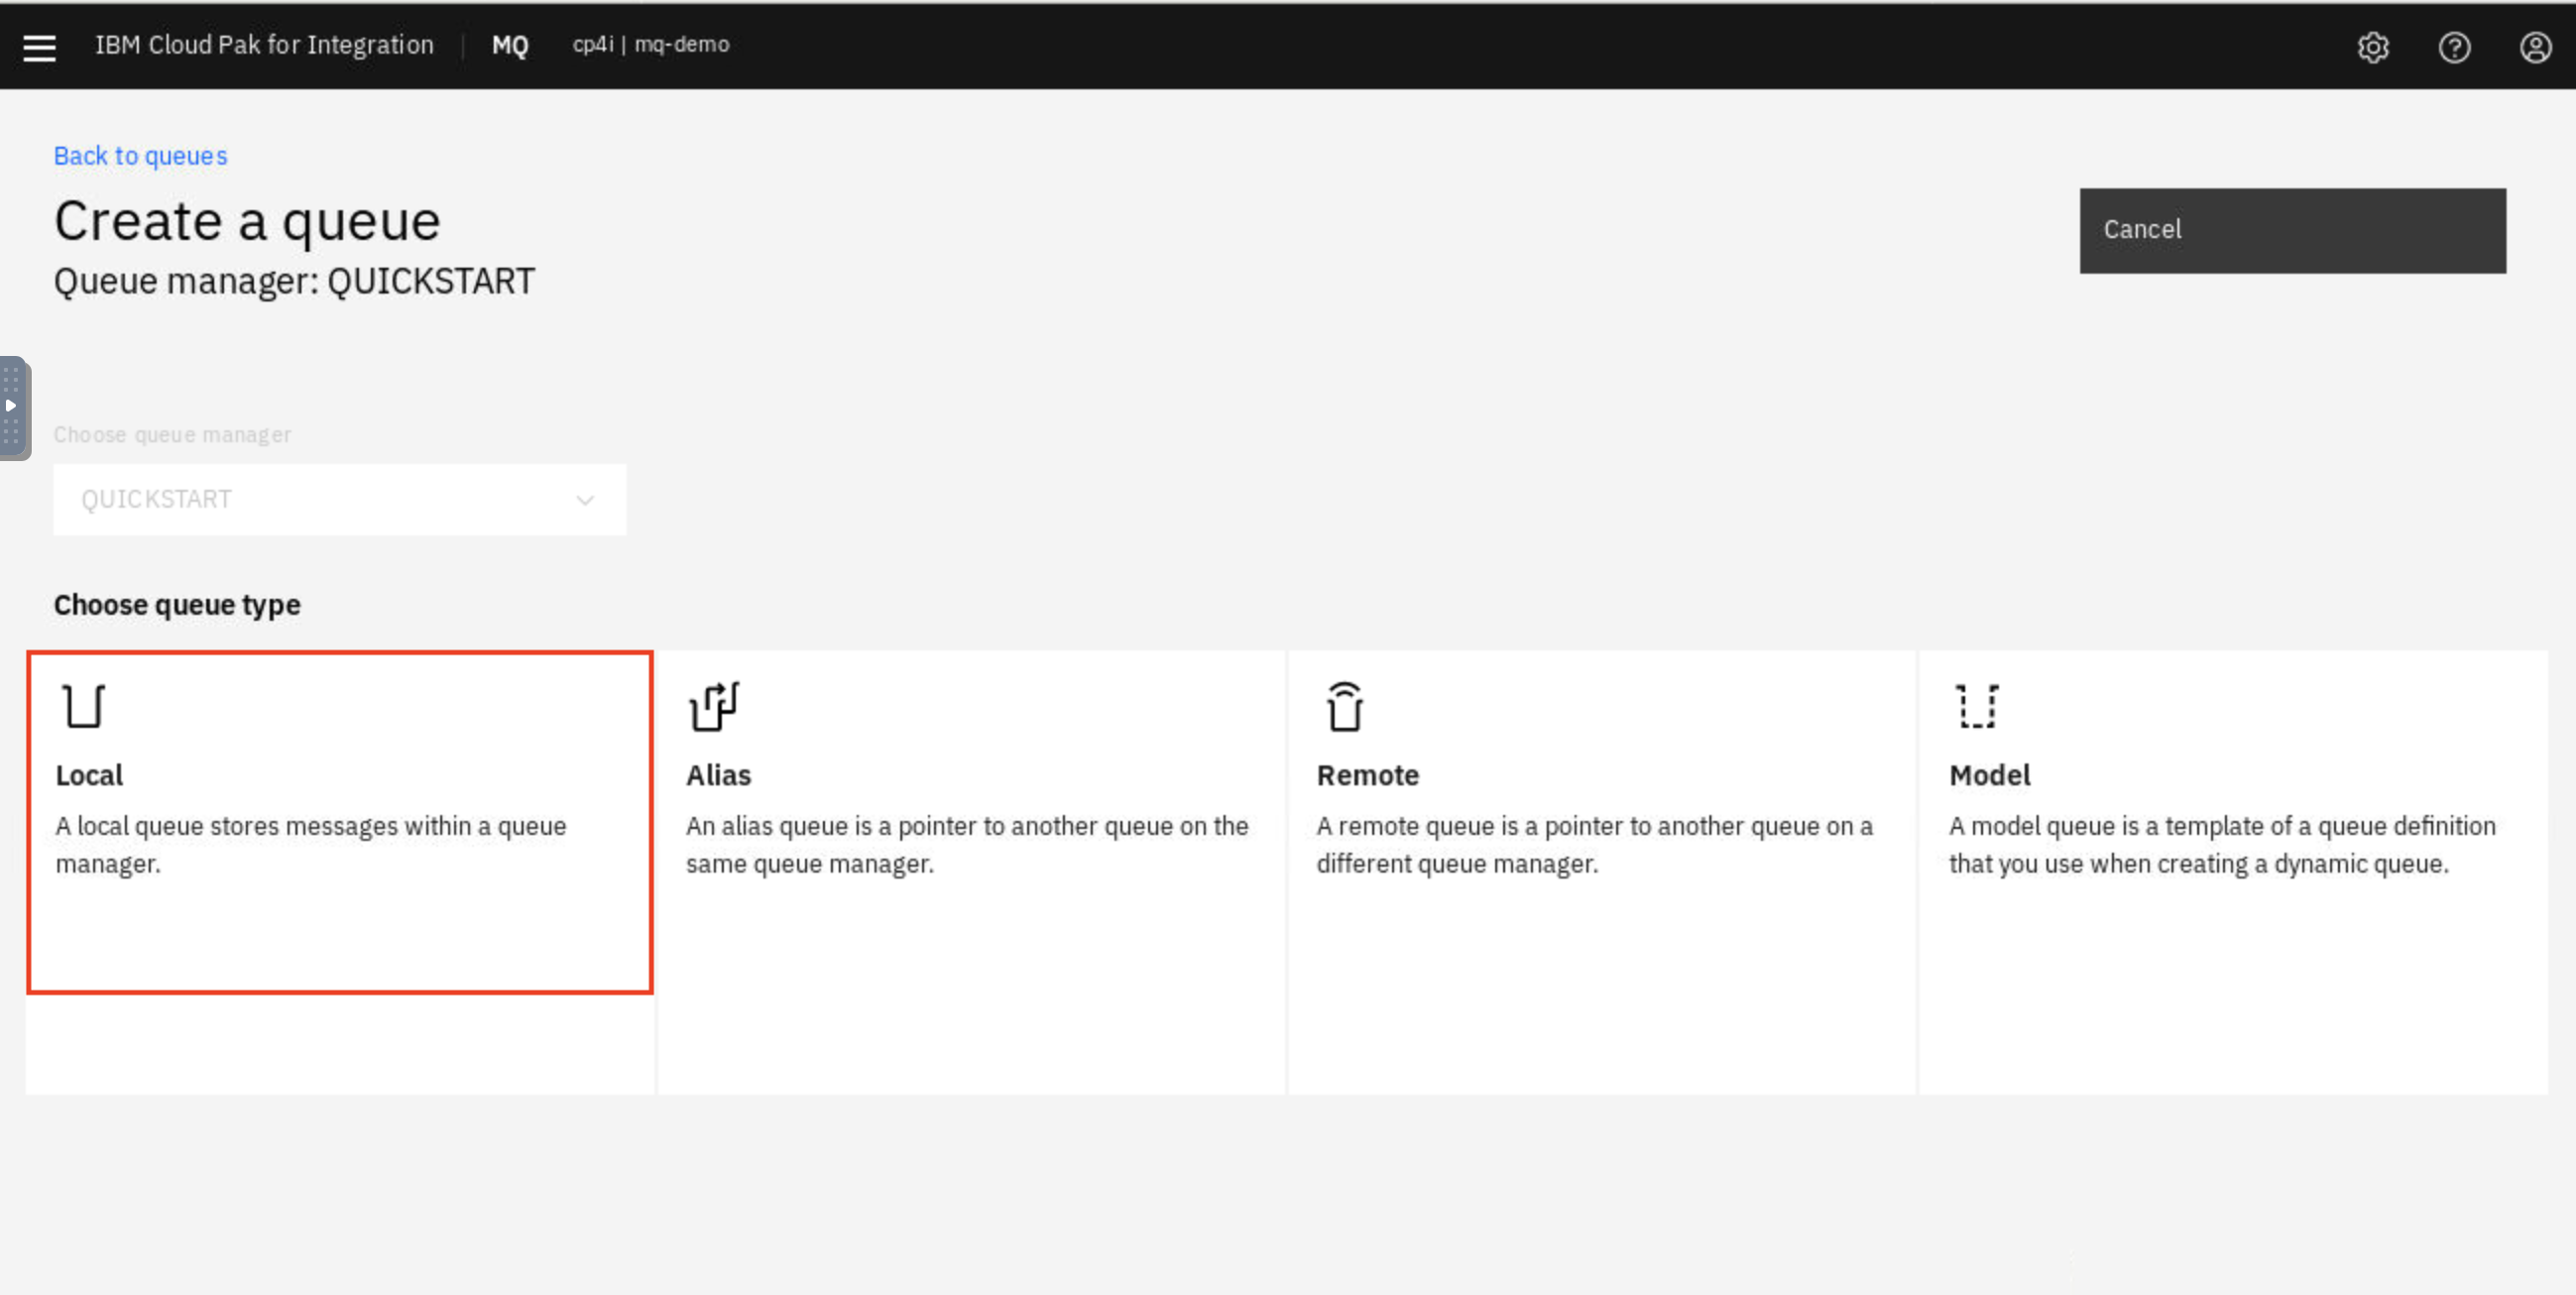 IBM Cloud Pak for Integration MQ cp4i | mq-demo
Back to queues
Create a queue
Cancel
Queue manager: QUICKSTART
Choose queue manager
QUICKSTART
Choose queue type
Local
A local queue stores messages within a queue
manager.
Alias
An alias queue is a pointer to another queue on the
same queue manager.
Remote
A remote queue is a pointer to another queue on a
different queue manager.
Model
A model queue is a template of a queue definition
that you use when creating a dynamic queue.